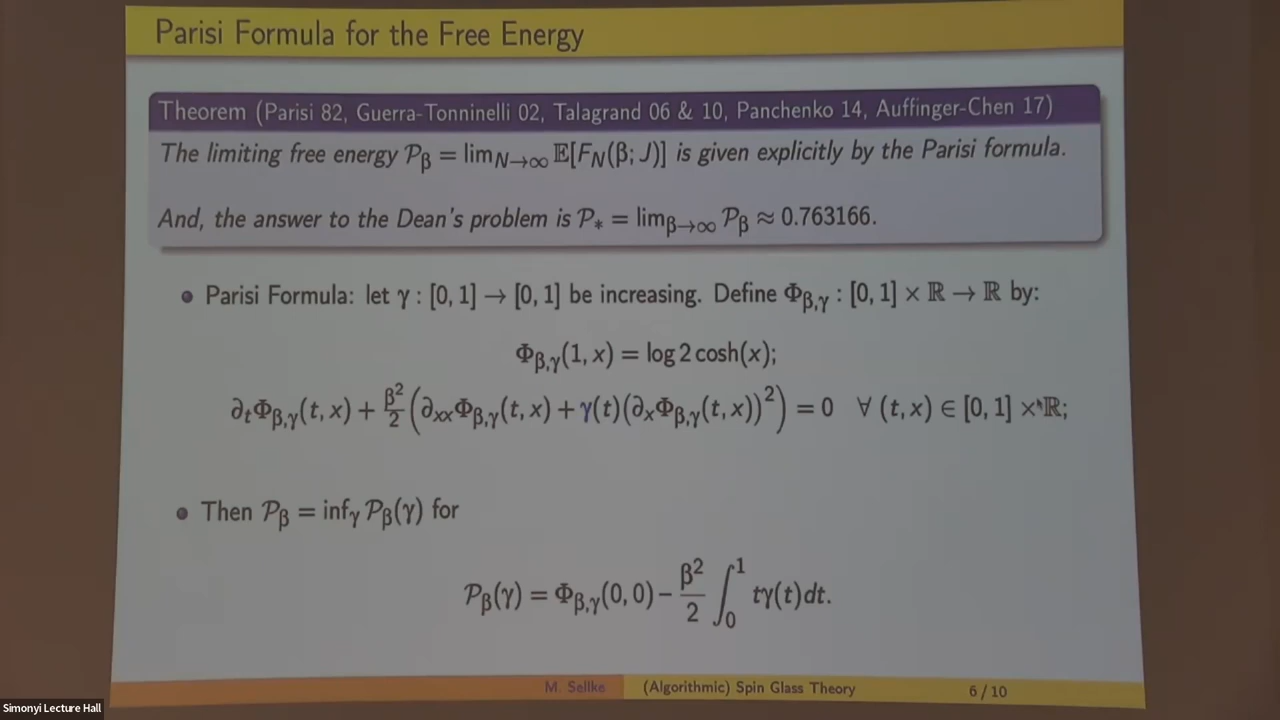 Parisi Formula for the Free Energy
Theorem (Parisi 82, Guerra-Tonninelli 02, Talagrand 06 & 10, Panchenko 14, Auffinger-Chen 17)
The limiting free energy 𝒫_β = lim_{N→∞} 𝔼[F_N(β; J)] is given explicitly by the Parisi formula.
And, the answer to the Dean's problem is 𝒫_* = lim_{β→∞} 𝒫_β ≈ 0.763166.
• Parisi Formula: let γ : [0, 1] → [0, 1] be increasing. Define Φ_{β,γ} : [0, 1] × ℝ → ℝ by:
Φ_{β,γ}(1, x) = log 2 cosh(x);
∂_tΦ_{β,γ}(t, x) + β²/2 (∂_{xx}Φ_{β,γ}(t, x) + γ(t)(∂_xΦ_{β,γ}(t, x))²) = 0 ∀ (t, x) ∈ [0, 1] × ℝ;
• Then 𝒫_β = inf_γ 𝒫_β(γ) for
𝒫_β(γ) = Φ_{β,γ}(0, 0) − β²/2 ∫_0^1 tγ(t)dt.
M. Sellke (Algorithmic) Spin Glass Theory 6 / 10
Simonyi Lecture Hall